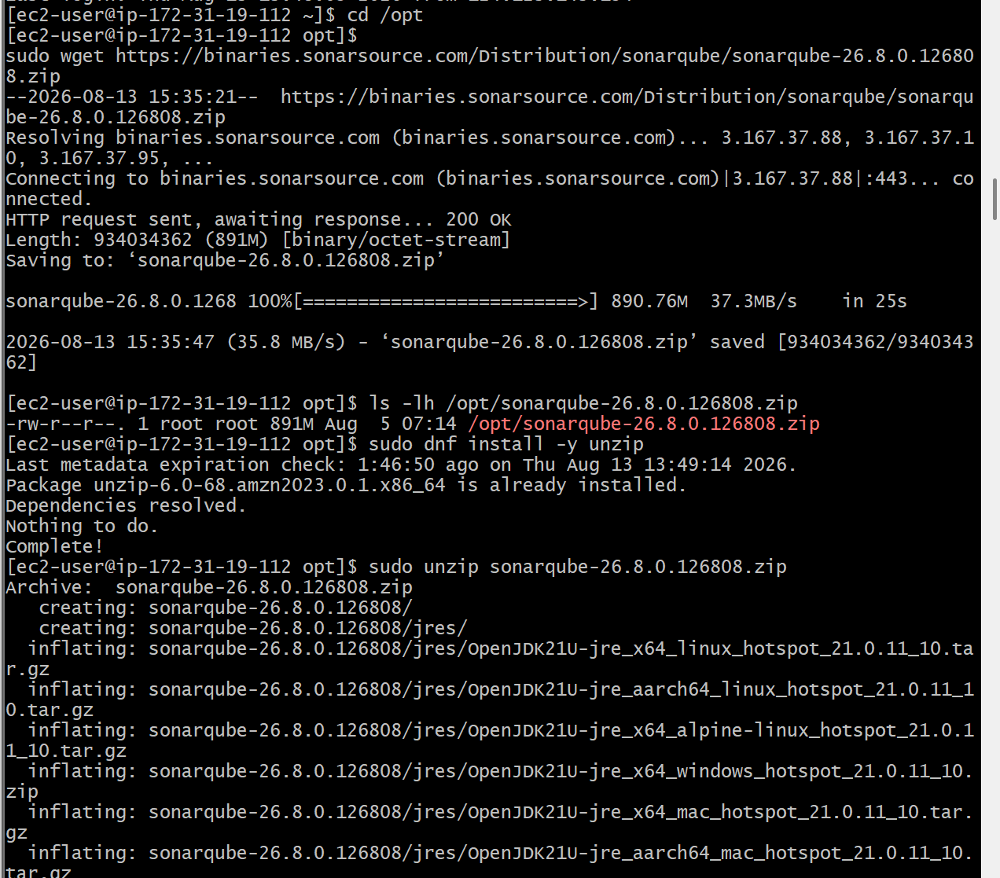 [ec2-user@ip-172-31-19-112 ~]$ cd /opt
[ec2-user@ip-172-31-19-112 opt]$
sudo wget https://binaries.sonarsource.com/Distribution/sonarqube/sonarqube-26.8.0.12680
8.zip
--2026-08-13 15:35:21--  https://binaries.sonarsource.com/Distribution/sonarqube/sonarqu
be-26.8.0.126808.zip
Resolving binaries.sonarsource.com (binaries.sonarsource.com)... 3.167.37.88, 3.167.37.1
0, 3.167.37.95, ...
Connecting to binaries.sonarsource.com (binaries.sonarsource.com)|3.167.37.88|:443... co
nnected.
HTTP request sent, awaiting response... 200 OK
Length: 934034362 (891M) [binary/octet-stream]
Saving to: ‘sonarqube-26.8.0.126808.zip’
sonarqube-26.8.0.1268 100%[=========================>] 890.76M  37.3MB/s    in 25s
2026-08-13 15:35:47 (35.8 MB/s) - ‘sonarqube-26.8.0.126808.zip’ saved [934034362/9340343
62]
[ec2-user@ip-172-31-19-112 opt]$ ls -lh /opt/sonarqube-26.8.0.126808.zip
-rw-r--r--. 1 root root 891M Aug  5 07:14 /opt/sonarqube-26.8.0.126808.zip
[ec2-user@ip-172-31-19-112 opt]$ sudo dnf install -y unzip
Last metadata expiration check: 1:46:50 ago on Thu Aug 13 13:49:14 2026.
Package unzip-6.0-68.amzn2023.0.1.x86_64 is already installed.
Dependencies resolved.
Nothing to do.
Complete!
[ec2-user@ip-172-31-19-112 opt]$ sudo unzip sonarqube-26.8.0.126808.zip
Archive:  sonarqube-26.8.0.126808.zip
   creating: sonarqube-26.8.0.126808/
   creating: sonarqube-26.8.0.126808/jres/
  inflating: sonarqube-26.8.0.126808/jres/OpenJDK21U-jre_x64_linux_hotspot_21.0.11_10.ta
r.gz
  inflating: sonarqube-26.8.0.126808/jres/OpenJDK21U-jre_aarch64_linux_hotspot_21.0.11_1
0.tar.gz
  inflating: sonarqube-26.8.0.126808/jres/OpenJDK21U-jre_x64_alpine-linux_hotspot_21.0.1
1_10.tar.gz
  inflating: sonarqube-26.8.0.126808/jres/OpenJDK21U-jre_x64_windows_hotspot_21.0.11_10.
zip
  inflating: sonarqube-26.8.0.126808/jres/OpenJDK21U-jre_x64_mac_hotspot_21.0.11_10.tar.
gz
  inflating: sonarqube-26.8.0.126808/jres/OpenJDK21U-jre_aarch64_mac_hotspot_21.0.11_10.
tar.gz